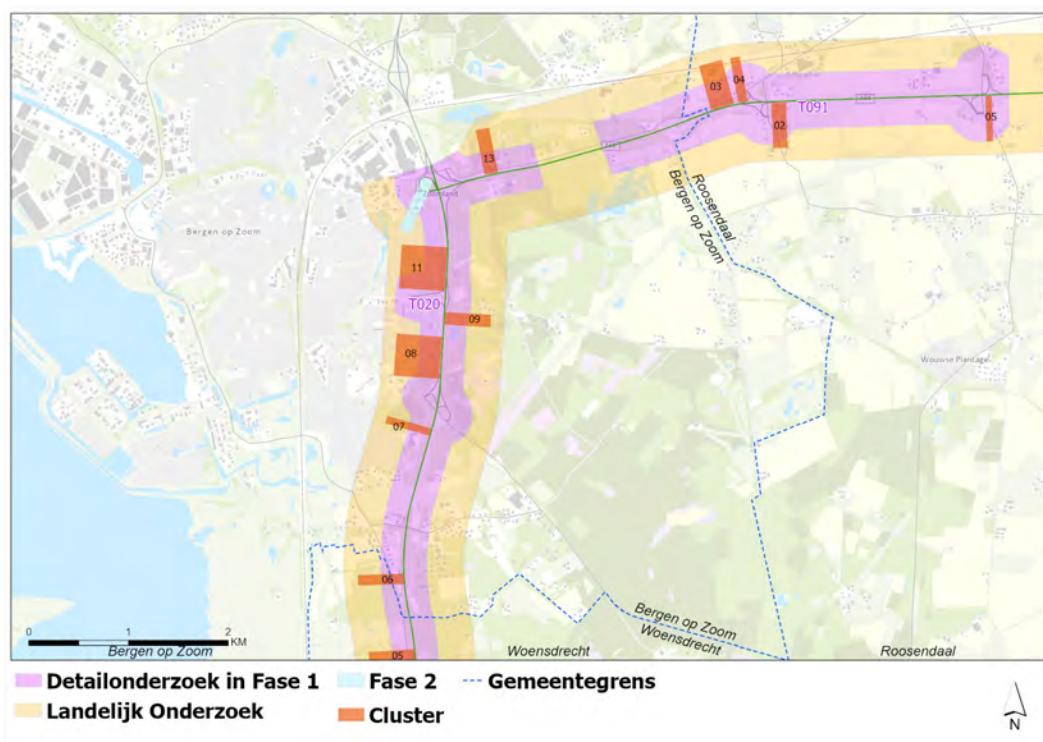 03
04
02
T091
05
13
Bergen op Zoom
Roosendaal
Bergen op Zoom
11
T020
09
08
Wouwse Plantage
07
06
05
0 1 2
KM
Bergen op Zoom
Woensdrecht
Bergen op Zoom
Woensdrecht
Roosendaal
Detailonderzoek in Fase 1
Fase 2
Gemeentegrens
Landelijk Onderzoek
Cluster
N